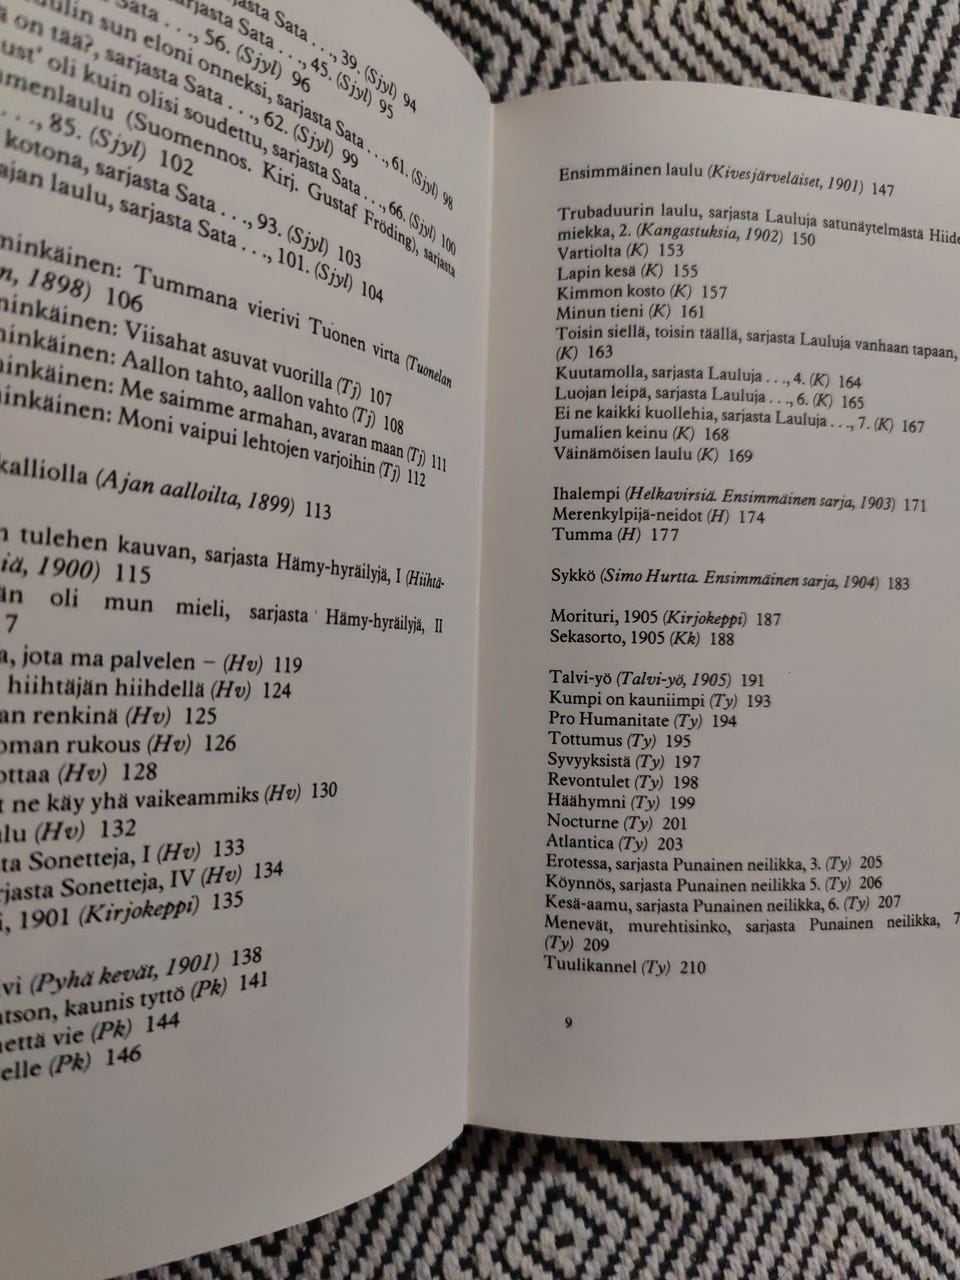 sarjasta Sata . . ., 39. (Sjyl) 94
sarjasta Sata . . ., 45. (Sjyl) 95
Sata . . ., 56. (Sjyl) 96
sun eloni onneksi, sarjasta Sata . . ., 61. (Sjyl) 98
on tää?, sarjasta Sata . . ., 62. (Sjyl) 99
oli kuin olisi soudettu, sarjasta Sata . . ., 66. (Sjyl) 100
(Suomennos. Kirj. Gustaf Fröding), sarjasta
. . ., 85. (Sjyl) 102
kotona, sarjasta Sata . . ., 93. (Sjyl) 103
ajan laulu, sarjasta Sata . . ., 101. (Sjyl) 104
minkäinen: Tummana vierivi Tuonen virta (Tuonelan
n, 1898) 106
ninkäinen: Viisahat asuvat vuorilla (Tj) 107
ninkäinen: Aallon tahto, aallon vahto (Tj) 108
inkäinen: Me saimme armahan, avaran maan (Tj) 111
inkäinen: Moni vaipui lehtojen varjoihin (Tj) 112
kalliolla (Ajan aalloilta, 1899) 113
n tulehen kauvan, sarjasta Hämy-hyräilyjä, I (Hiihtä-
iä, 1900) 115
än oli mun mieli, sarjasta Hämy-hyräilyjä, II
7
a, jota ma palvelen – (Hv) 119
hiihtäjän hiihdellä (Hv) 124
an renkinä (Hv) 125
oman rukous (Hv) 126
ottaa (Hv) 128
t ne käy yhä vaikeammiks (Hv) 130
ulu (Hv) 132
ta Sonetteja, I (Hv) 133
rjasta Sonetteja, IV (Hv) 134
i, 1901 (Kirjokeppi) 135
vi (Pyhä kevät, 1901) 138
tson, kaunis tyttö (Pk) 141
että vie (Pk) 144
elle (Pk) 146
Ensimmäinen laulu (Kivesjärveläiset, 1901) 147
Trubaduurin laulu, sarjasta Lauluja satunäytelmästä Hiide
miekka, 2. (Kangastuksia, 1902) 150
Vartiolta (K) 153
Lapin kesä (K) 155
Kimmon kosto (K) 157
Minun tieni (K) 161
Toisin siellä, toisin täällä, sarjasta Lauluja vanhaan tapaan,
(K) 163
Kuutamolla, sarjasta Lauluja . . ., 4. (K) 164
Luojan leipä, sarjasta Lauluja . . ., 6. (K) 165
Ei ne kaikki kuollehia, sarjasta Lauluja . . ., 7. (K) 167
Jumalien keinu (K) 168
Väinämöisen laulu (K) 169
Ihalempi (Helkavirsiä. Ensimmäinen sarja, 1903) 171
Merenkylpijä-neidot (H) 174
Tumma (H) 177
Sykkö (Simo Hurtta. Ensimmäinen sarja, 1904) 183
Morituri, 1905 (Kirjokeppi) 187
Sekasorto, 1905 (Kk) 188
Talvi-yö (Talvi-yö, 1905) 191
Kumpi on kauniimpi (Ty) 193
Pro Humanitate (Ty) 194
Tottumus (Ty) 195
Syvyyksistä (Ty) 197
Revontulet (Ty) 198
Häähymni (Ty) 199
Nocturne (Ty) 201
Atlantica (Ty) 203
Erotessa, sarjasta Punainen neilikka, 3. (Ty) 205
Köynnös, sarjasta Punainen neilikka 5. (Ty) 206
Kesä-aamu, sarjasta Punainen neilikka, 6. (Ty) 207
Menevät, murehtisinko, sarjasta Punainen neilikka, 7
(Ty) 209
Tuulikannel (Ty) 210
9